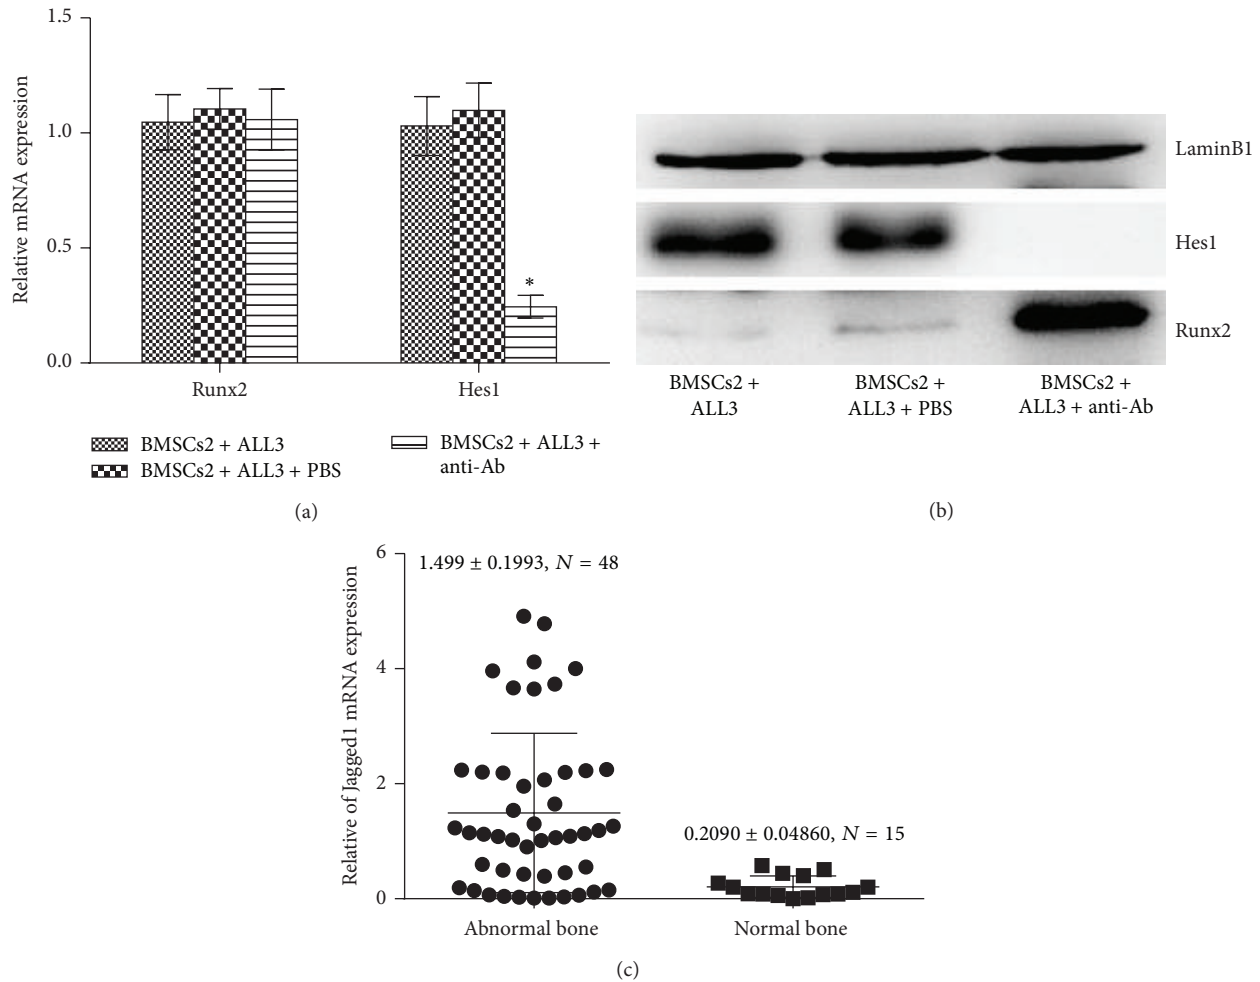 1.5
1.0
0.5
0.0
Relative mRNA expression
*
Runx2
Hes1
BMSCs2 + ALL3
BMSCs2 + ALL3 + PBS
BMSCs2 + ALL3 +
anti-Ab
(a)
LaminB1
Hes1
Runx2
BMSCs2 +
ALL3
BMSCs2 +
ALL3 + PBS
BMSCs2 +
ALL3 + anti-Ab
(b)
6
4
2
0
Relative of Jagged1 mRNA expression
1.499 ± 0.1993, N = 48
0.2090 ± 0.04860, N = 15
Abnormal bone
Normal bone
(c)